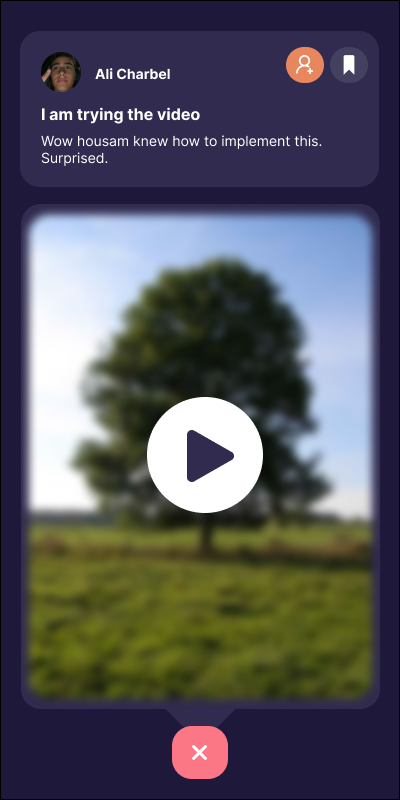 Ali Charbel
I am trying the video
Wow housam knew how to implement this.
Surprised.